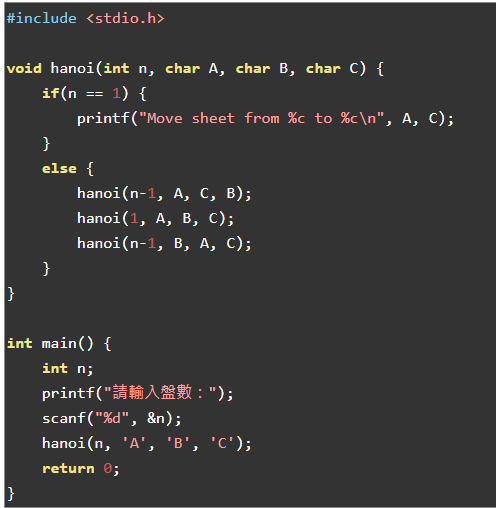 #include <stdio.h>

void hanoi(int n, char A, char B, char C) {
    if(n == 1) {
        printf("Move sheet from %c to %c\n", A, C);
    }
    else {
        hanoi(n-1, A, C, B);
        hanoi(1, A, B, C);
        hanoi(n-1, B, A, C);
    }
}

int main() {
    int n;
    printf("請輸入盤數：");
    scanf("%d", &n);
    hanoi(n, 'A', 'B', 'C');
    return 0;
}